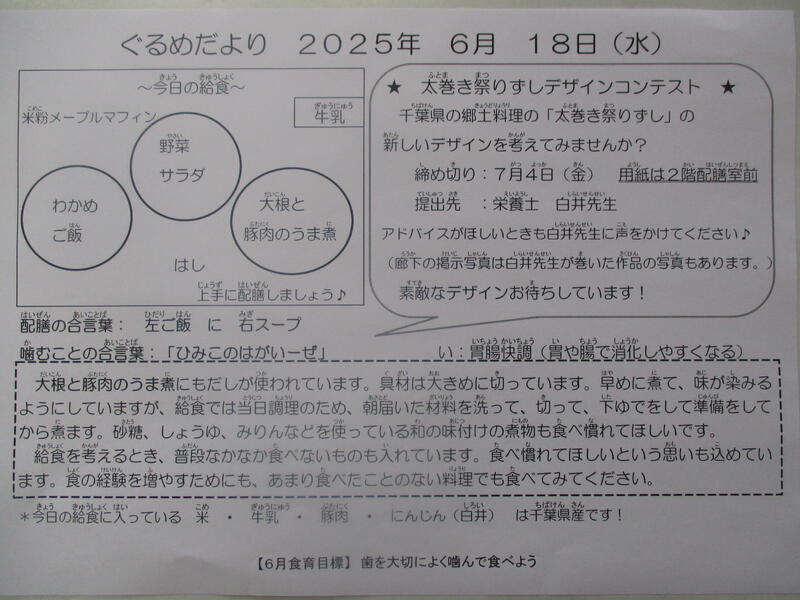 ぐるめだより ２０２５年 ６月 １８日（水）
～今日の給食～
米粉メープルマフィン
牛乳
野菜
サラダ
わかめ
ご飯
大根と
豚肉のうま煮
はし
上手に配膳しましょう♪
★ 太巻き祭りずしデザインコンテスト ★
千葉県の郷土料理の「太巻き祭りずし」の
新しいデザインを考えてみませんか？
締め切り：７月４日（金） 用紙は２階配膳室前
提出先 ：栄養士 白井先生
アドバイスがほしいときも白井先生に声をかけてください♪
（廊下の掲示写真は白井先生が巻いた作品の写真もあります。）
素敵なデザインお待ちしています！
配膳の合言葉： 左ご飯 に 右スープ
噛むことの合言葉：「ひみこのはがいーぜ」 い：胃腸快調（胃や腸で消化しやすくなる）
大根と豚肉のうま煮にもだしが使われています。具材は大きめに切っています。早めに煮て、味が染みる
ようにしていますが、給食では当日調理のため、朝届いた材料を洗って、切って、下ゆでをして準備をして
から煮ます。砂糖、しょうゆ、みりんなどを使っている和の味付けの煮物も食べ慣れてほしいです。
給食を考えるとき、普段なかなか食べないものも入れています。食べ慣れてほしいという思いも込めてい
ます。食の経験を増やすためにも、あまり食べたことのない料理でも食べてみてください。
＊今日の給食に入っている 米 ・ 牛乳 ・ 豚肉 ・ にんじん（白井） は千葉県産です！
【６月食育目標】 歯を大切によく噛んで食べよう